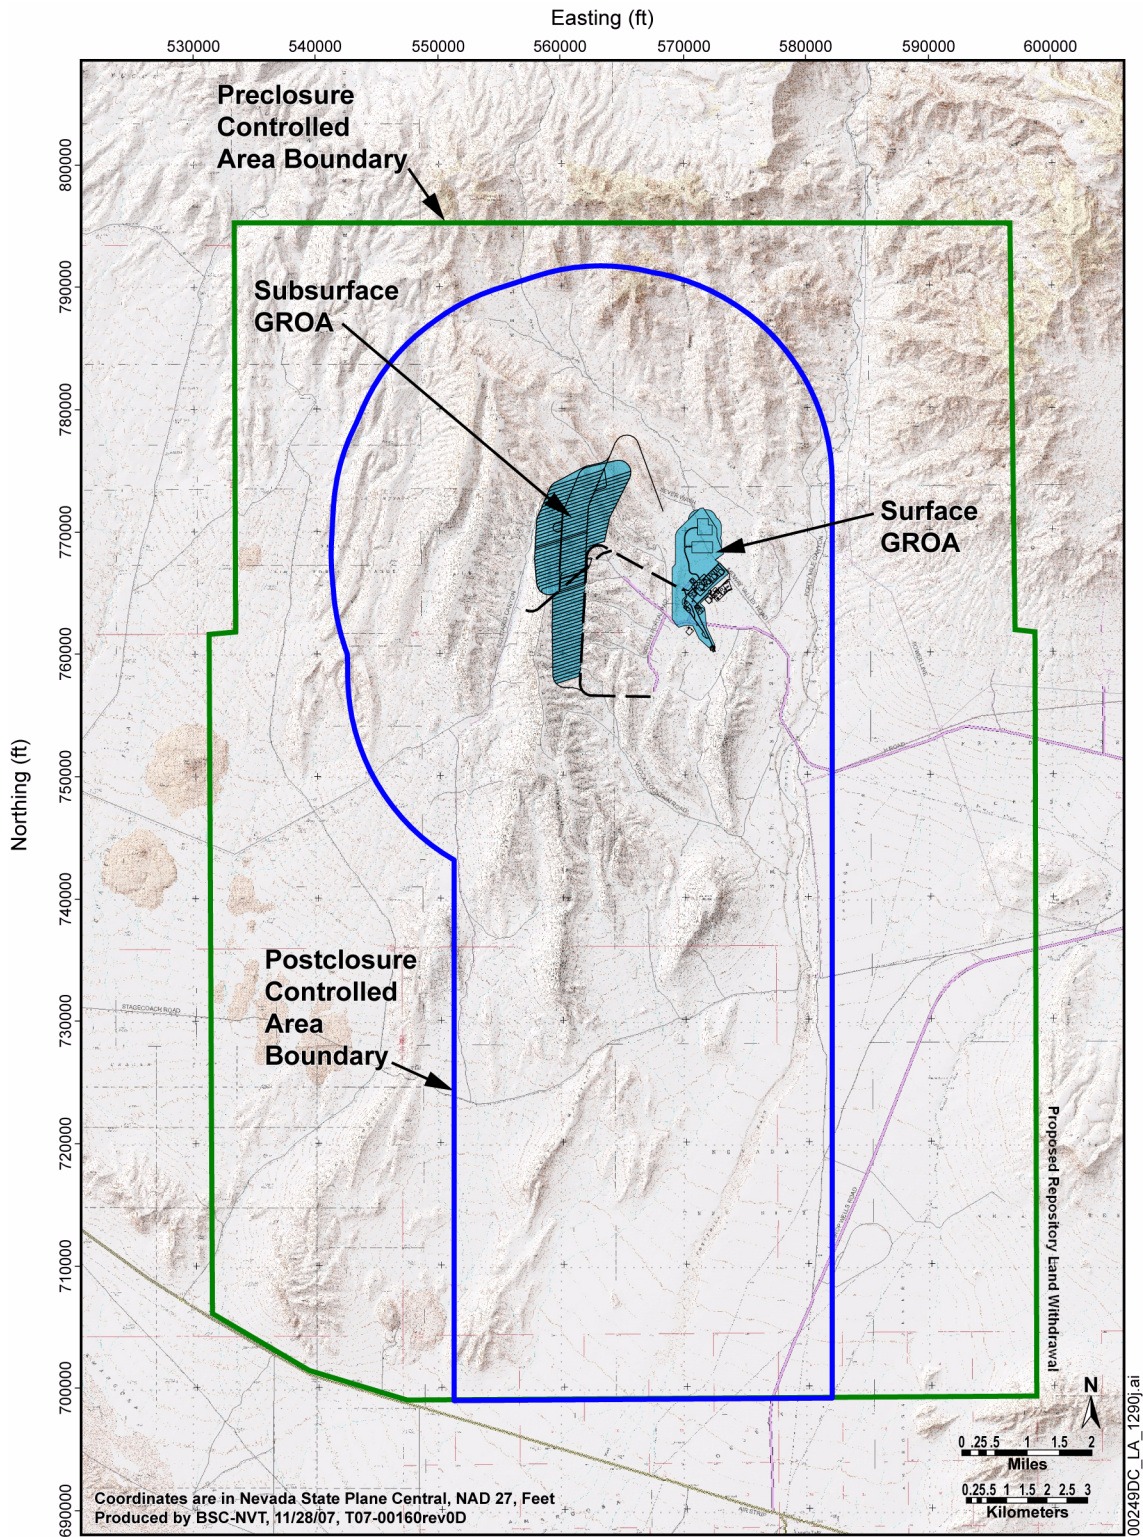 Easting (ft)
530000 540000 550000 560000 570000 580000 590000 600000
Northing (ft)
800000
790000
780000
770000
760000
750000
740000
730000
720000
710000
700000
690000
Preclosure
Controlled
Area Boundary
Subsurface
GROA
Surface
GROA
Postclosure
Controlled
Area
Boundary
STAGECOACH ROAD
Proposed Repository Land Withdrawal
N
0 .25 .5 1 1.5 2
Miles
0.25.5 1 1.5 2 2.5 3
Kilometers
Coordinates are in Nevada State Plane Central, NAD 27, Feet
Produced by BSC-NVT, 11/28/07, T07-00160rev0D
00249DC_LA_1290j.ai